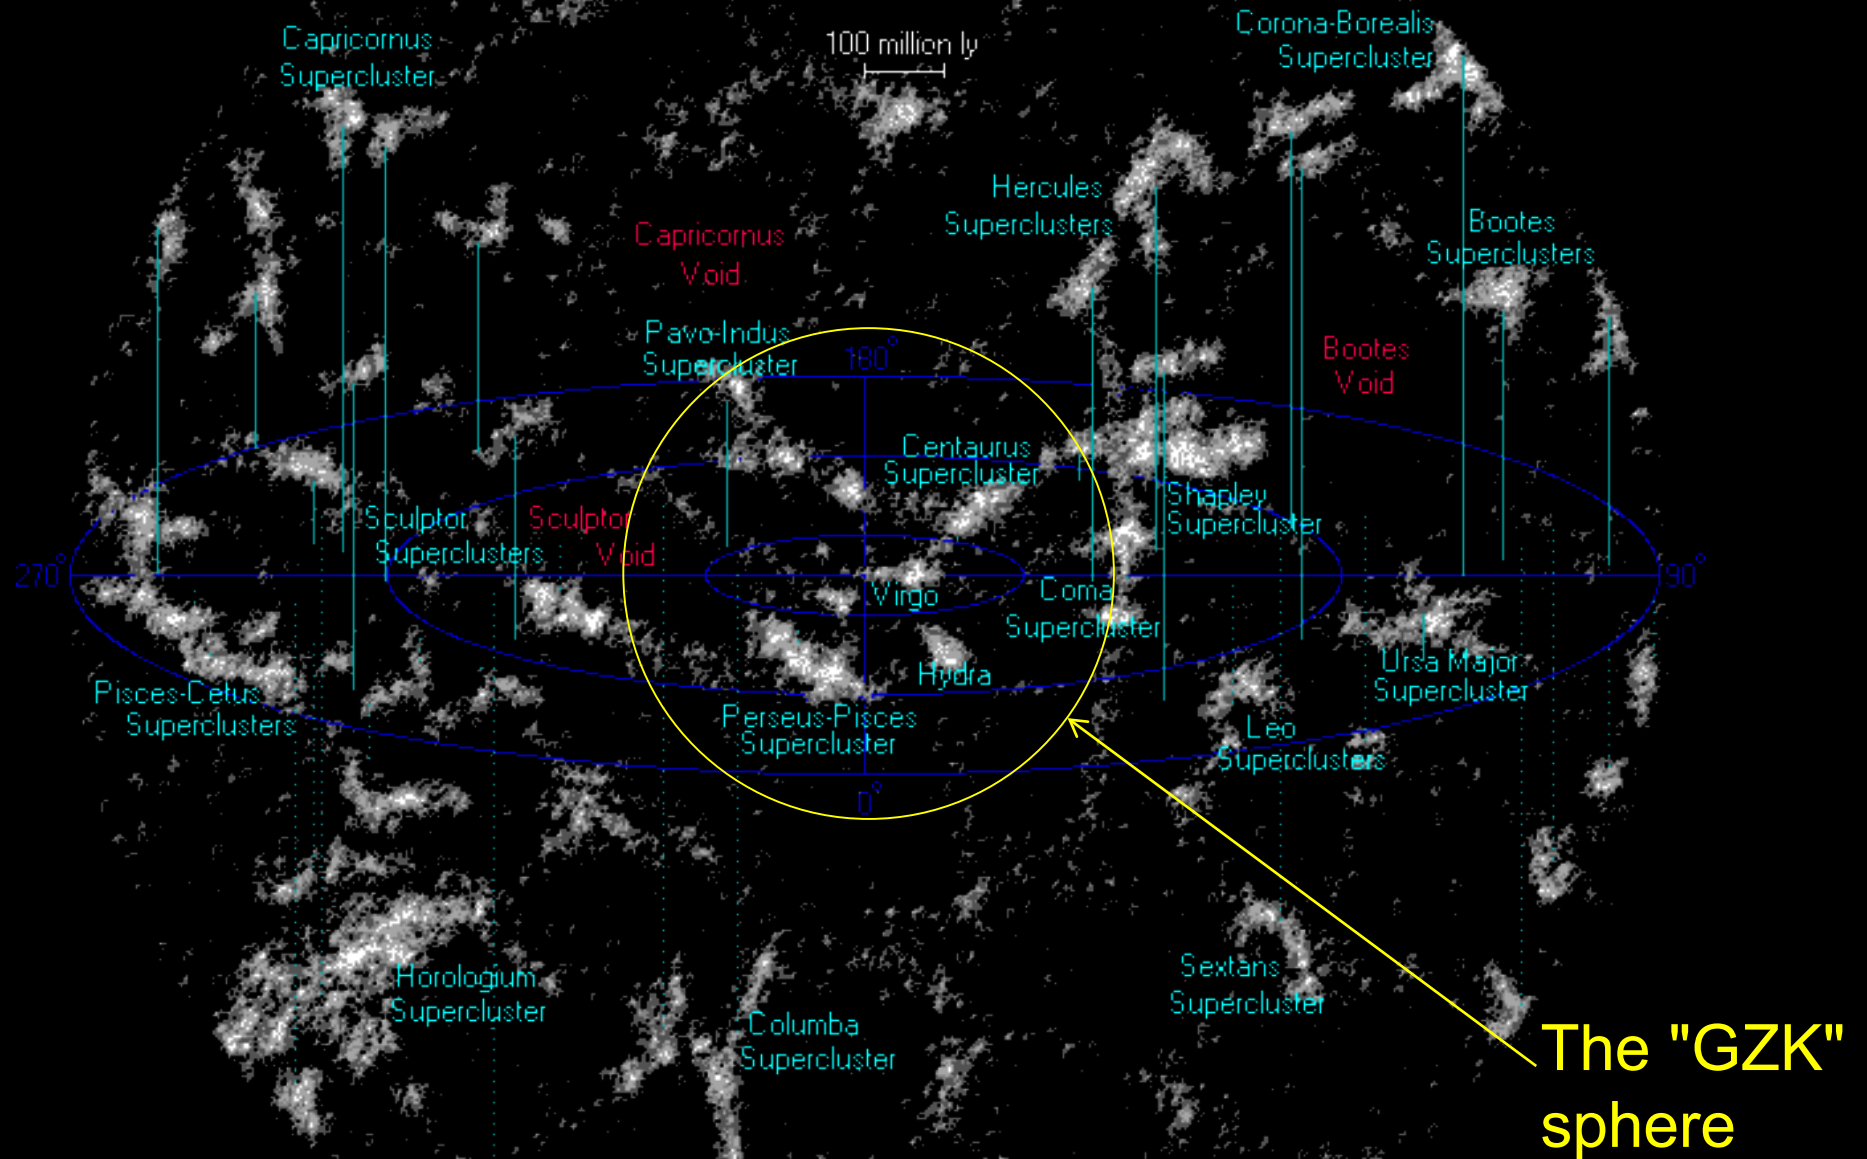 Capricornus
Supercluster
100 million ly
Corona-Borealis
Supercluster
Hercules
Superclusters
Bootes
Superclusters
Capricornus
Void
Pavo-Indus
Supercluster
180°
Bootes
Void
Centaurus
Supercluster
Shapley
Supercluster
Sculptor
Superclusters
Sculptor
Void
270°
90°
Virgo
Coma
Supercluster
Hydra
Ursa Major
Supercluster
Pisces-Cetus
Superclusters
Perseus-Pisces
Supercluster
Leo
Superclusters
0°
Horologium
Supercluster
Sextans
Supercluster
Columba
Supercluster
The "GZK"
sphere